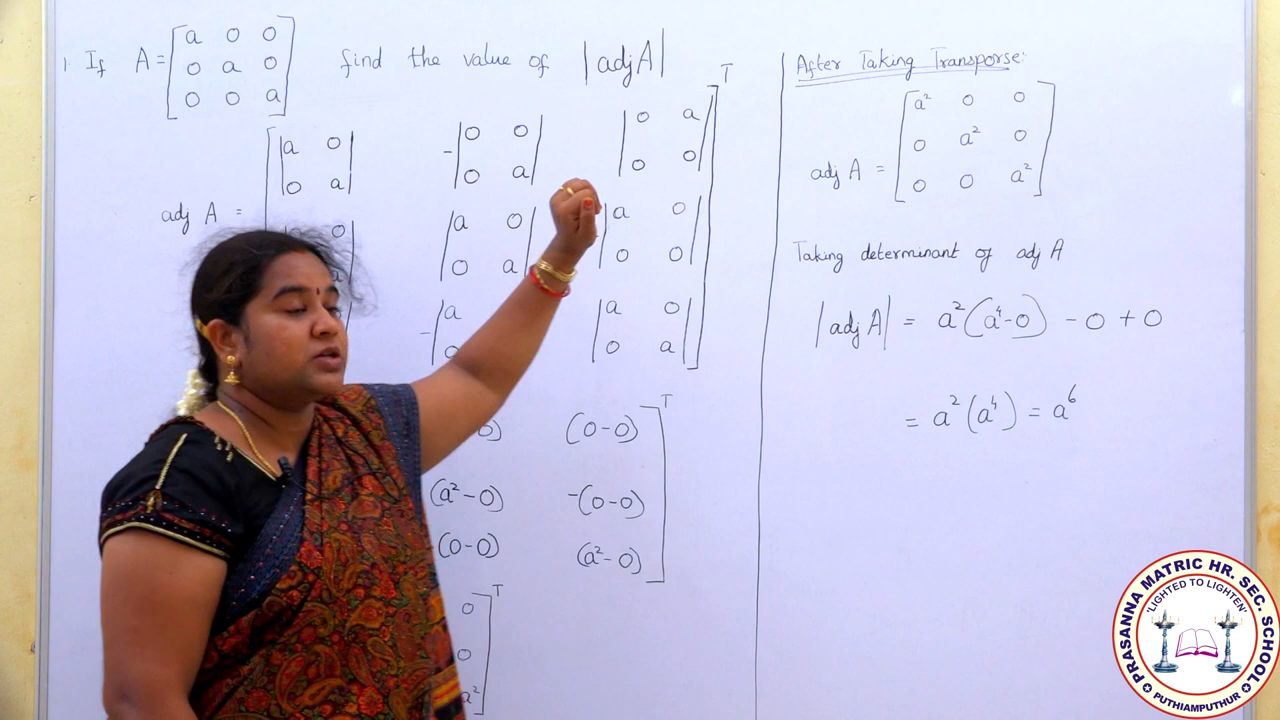 1. If A = [a 0 0
0 a 0
0 0 a] find the value of |adj A|
adj A = [|a 0
0 a| -|0 0
0 a| |0 a
0 0|
0
a| |a 0
0 a| |a 0
0 0|
-|a
0 |a 0
0 a|]T
0) (0-0)
(a²-0) -(0-0)
(0-0) (a²-0)]T
0
0
a²]T
After Taking Transporse:
adj A = [a² 0 0
0 a² 0
0 0 a²]
Taking determinant of adj A
|adj A| = a²(a⁴-0) - 0 + 0
= a²(a⁴) = a⁶
PRASANNA MATRIC HR. SEC. SCHOOL
'LIGHTED TO LIGHTEN'
PUTHIAMPUTHUR